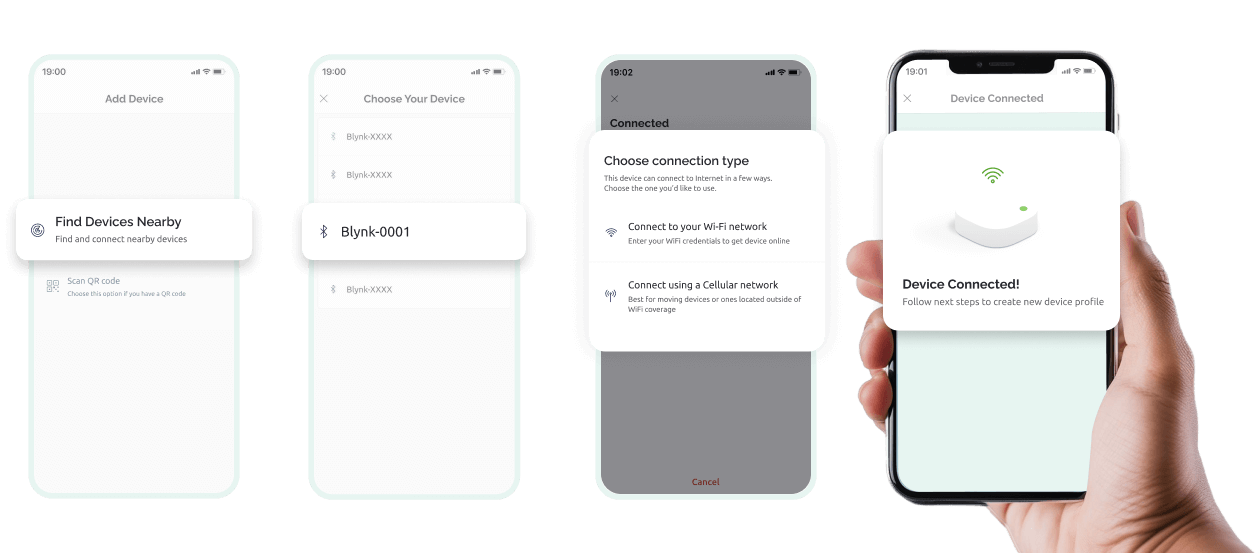 19:00
Add Device
Find Devices Nearby
Find and connect nearby devices
Scan QR code
Choose this option if you have a QR code
19:00
Choose Your Device
Blynk-XXXX
Blynk-XXXX
Blynk-0001
Blynk-XXXX
19:02
Connected
Choose connection type
This device can connect to Internet in a few ways.
Choose the one you'd like to use.
Connect to your Wi-Fi network
Enter your WiFi credentials to get device online
Connect using a Cellular network
Best for moving devices or ones located outside of
WiFi coverage
Cancel
19:01
Device Connected
Device Connected!
Follow next steps to create new device profile